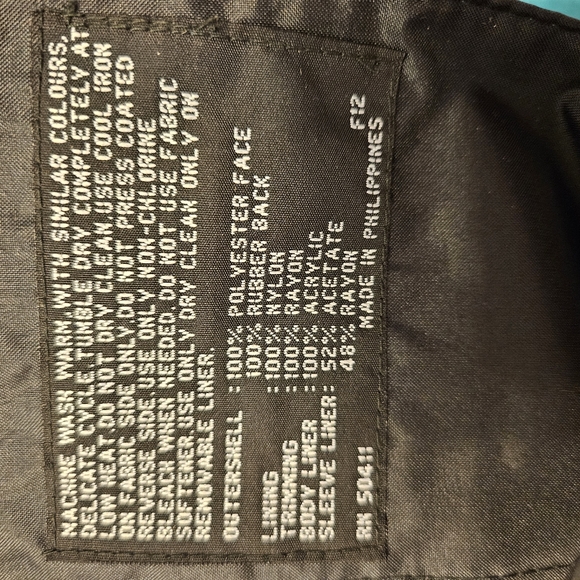 MACHINE WASH WARM,WITH SIMILAR COLOURS,
DELICATE CYCLE.TUMBLE DRY COMPLETELY AT
LOW HEAT.DO NOT DRY CLEAN.USE COOL IRON
ON FABRIC SIDE ONLY.DO NOT PRESS COATED
REVERSE SIDE.USE ONLY NON-CHLORINE
BLEACH WHEN NEEDED.DO NOT USE FABRIC
SOFTENER.USE ONLY DRY CLEAN ONLY ON
REMOVABLE LINER.
OUTERSHELL :100% POLYESTER FACE
100% RUBBER BACK
LINING :100% NYLON
TRIMMING :100% RAYON
BODY LINER :100% ACRYLIC
SLEEVE LINER: 52% ACETATE
48% RAYON
MADE IN PHILIPPINES
RN 50411 F12